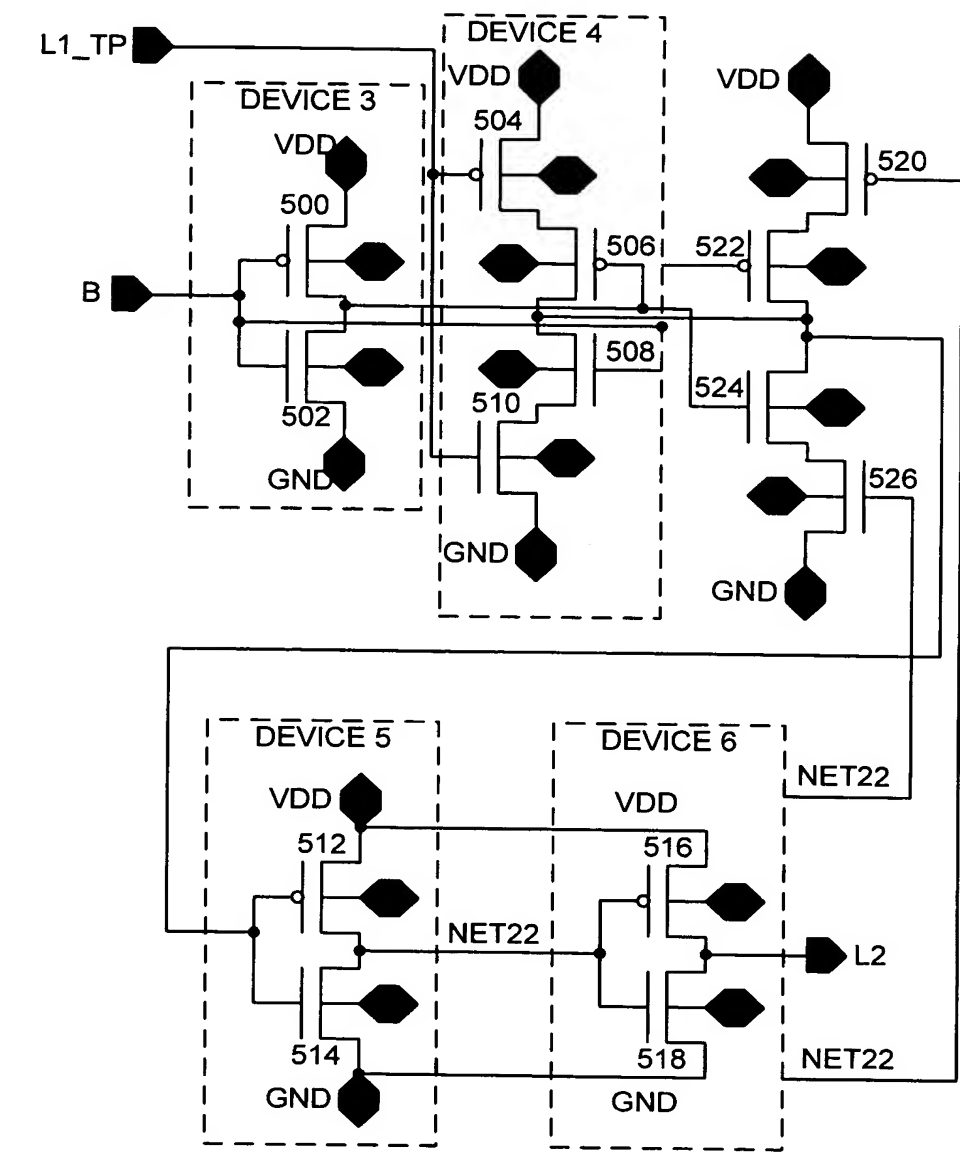 L1_TP
DEVICE 4
VDD
VDD
DEVICE 3
504
VDD
520
500
506
522
B
508
524
510
502
526
GND
GND
GND
DEVICE 5
DEVICE 6
NET22
VDD
VDD
512
516
NET22
L2
514
518
NET22
GND
GND